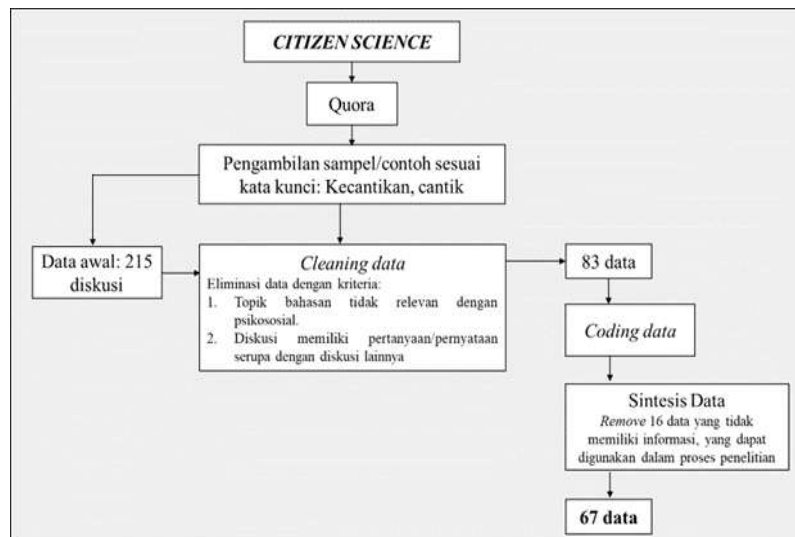 CITIZEN SCIENCE
Quora
Pengambilan sampel/contoh sesuai
kata kunci: Kecantikan, cantik
Data awal: 215
diskusi
Cleaning data
Eliminasi data dengan kriteria:
1. Topik bahasan tidak relevan dengan
psikososial.
2. Diskusi memiliki pertanyaan/pernyataan
serupa dengan diskusi lainnya
83 data
Coding data
Sintesis Data
Remove 16 data yang tidak
memiliki informasi, yang dapat
digunakan dalam proses penelitian
67 data